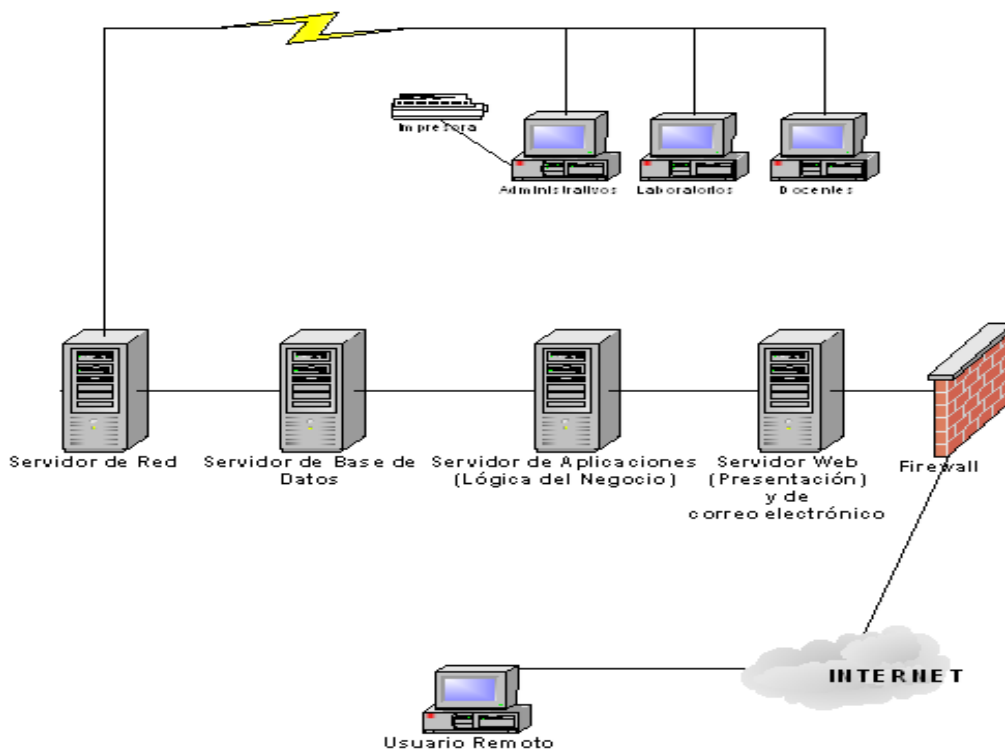 Impresora
Administrativos
Laboratorios
Docentes
Servidor de Red
Servidor de Base de
Datos
Servidor de Aplicaciones
(Lógica del Negocio)
Servidor Web
(Presentación)
y de
correo electrónico
Firewall
INTERNET
Usuario Remoto